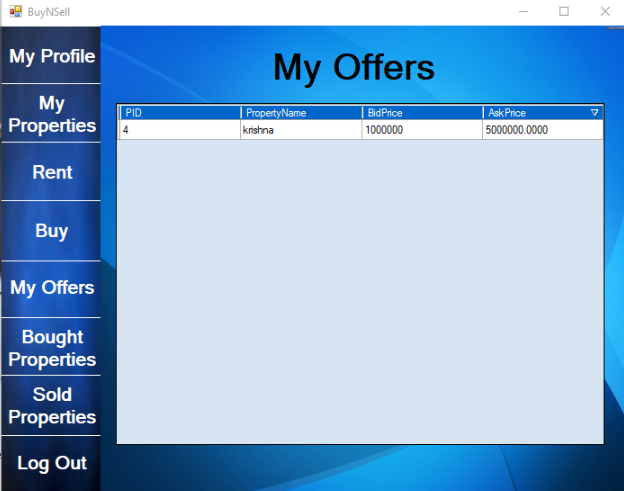 BuyNSell
My Profile
My
Properties
Rent
Buy
My Offers
Bought
Properties
Sold
Properties
Log Out
My Offers
PID PropertyName BidPrice AskPrice
4 krishna 1000000 5000000.0000